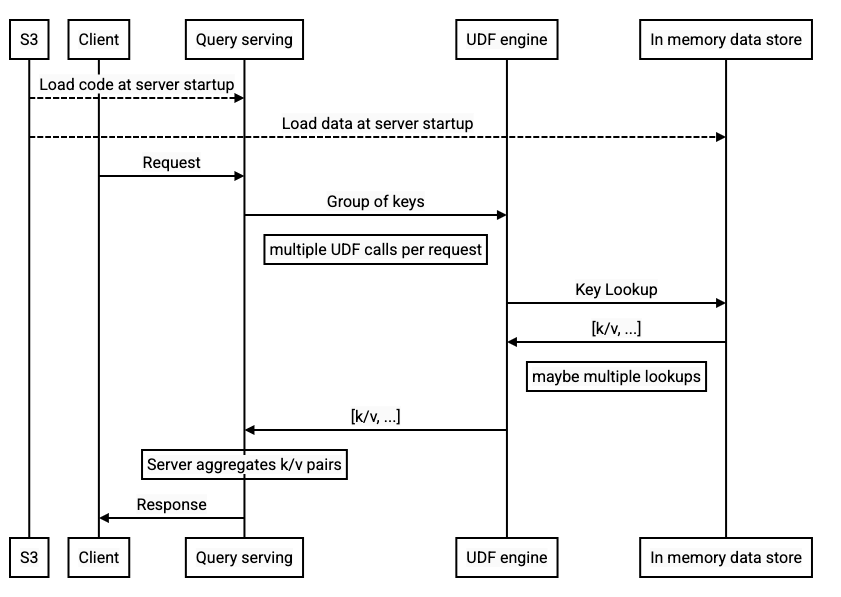 S3
Client
Query serving
UDF engine
In memory data store
Load code at server startup
Load data at server startup
Request
Group of keys
multiple UDF calls per request
Key Lookup
[k/v, ...]
maybe multiple lookups
[k/v, ...]
Server aggregates k/v pairs
Response
S3
Client
Query serving
UDF engine
In memory data store